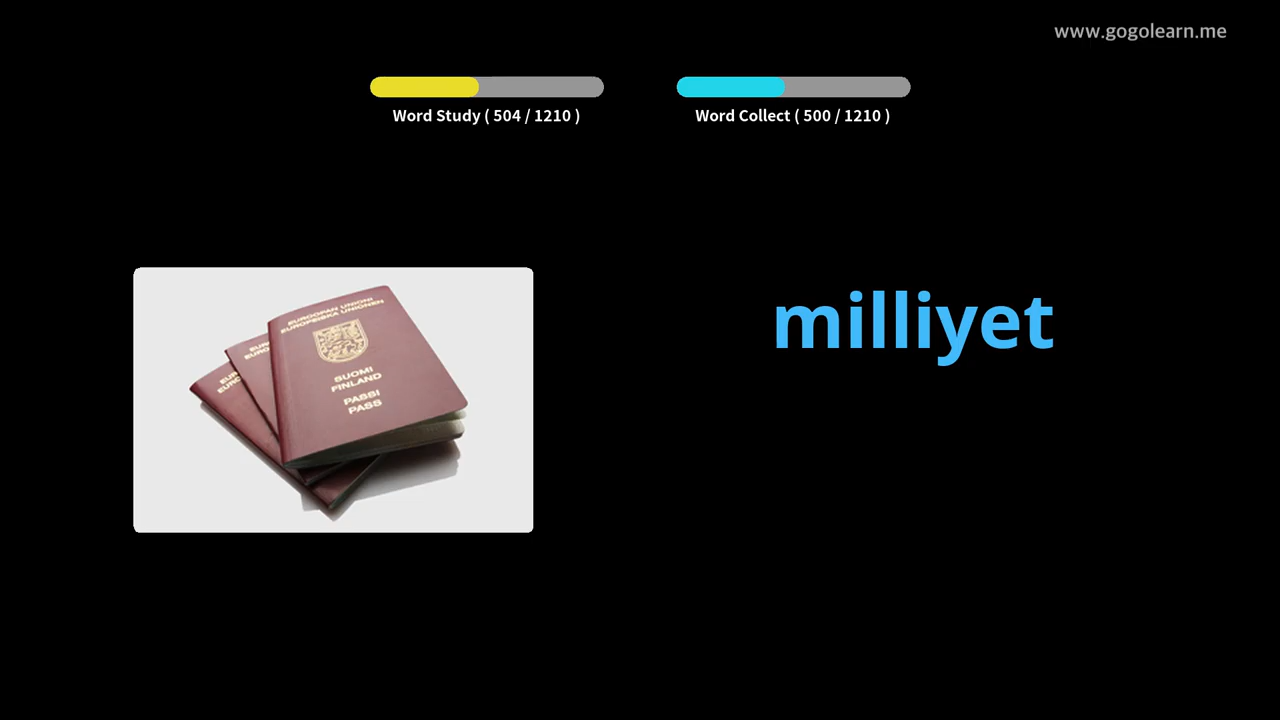 www.gogolearn.me
Word Study ( 504 / 1210 )
Word Collect ( 500 / 1210 )
milliyet
EUROOPAN UNIONI
EUROPEISKA UNIONEN
SUOMI
FINLAND
PASSI
PASS